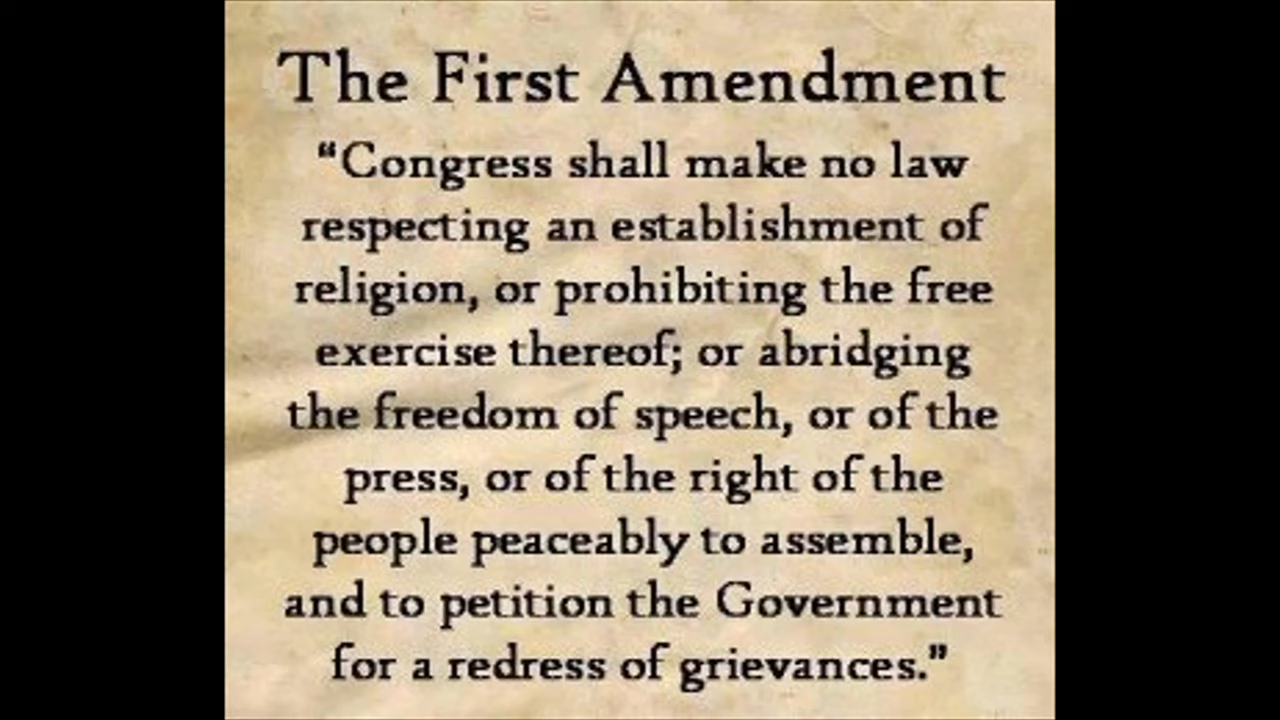 The First Amendment
“Congress shall make no law
respecting an establishment of
religion, or prohibiting the free
exercise thereof; or abridging
the freedom of speech, or of the
press, or of the right of the
people peaceably to assemble,
and to petition the Government
for a redress of grievances.”